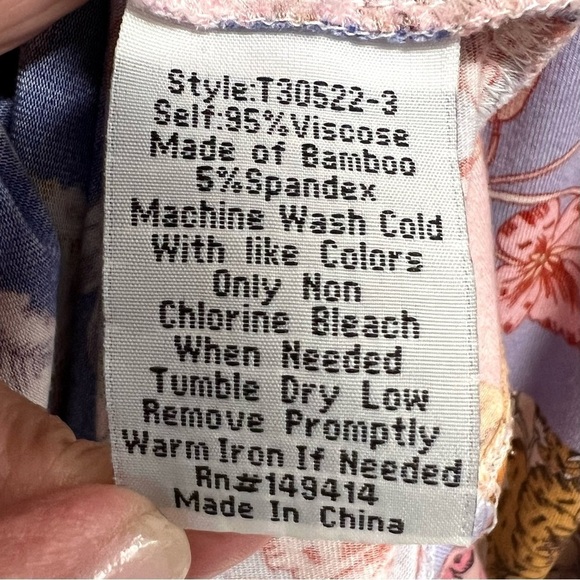 Style:T30522-3
Self:95%Viscose
Made of Bamboo
5%Spandex
Machine Wash Cold
With like Colors
Only Non
Chlorine Bleach
When Needed
Tumble Dry Low
Remove Promptly
Warm Iron If Needed
Rn#149414
Made In China